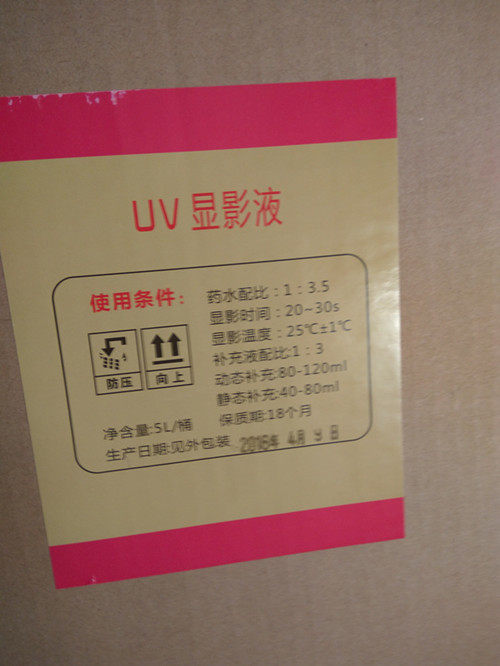 UV显影液
使用条件：
药水配比：1：3.5
显影时间：20~30s
显影温度：25℃±1℃
补充液配比:1：3
动态补充:80-120ml
静态补充:40-80ml
防压
向上
净含量:5L/桶
保质期:18个月
生产日期:见外包装
2016年 4月 9 日